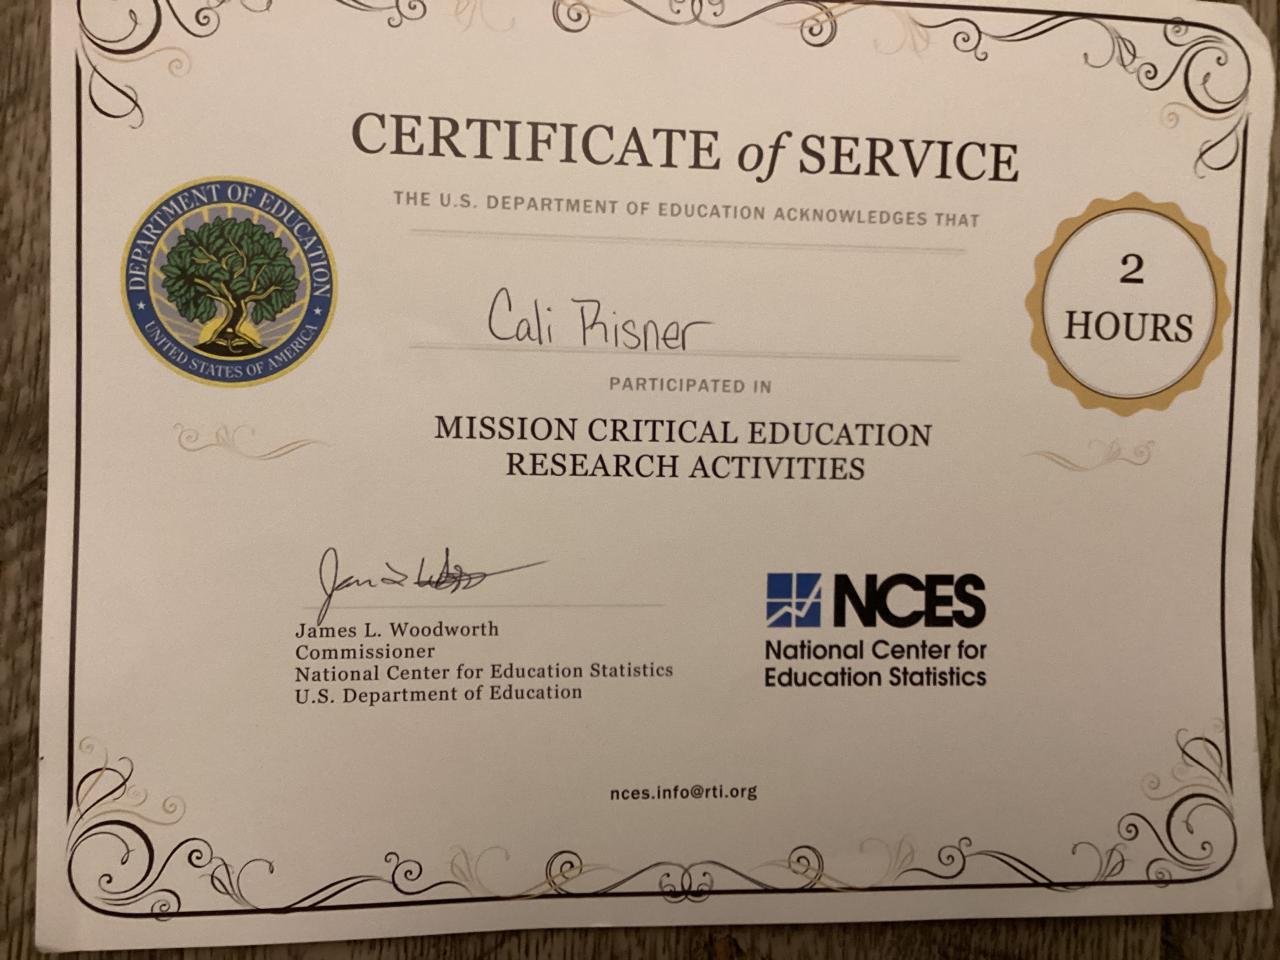 CERTIFICATE of SERVICE
THE U.S. DEPARTMENT OF EDUCATION ACKNOWLEDGES THAT
DEPARTMENT OF EDUCATION
UNITED STATES OF AMERICA
2
HOURS
Cali Risner
PARTICIPATED IN
MISSION CRITICAL EDUCATION
RESEARCH ACTIVITIES
James L. Woodworth
Commissioner
National Center for Education Statistics
U.S. Department of Education
NCES
National Center for
Education Statistics
nces.info@rti.org